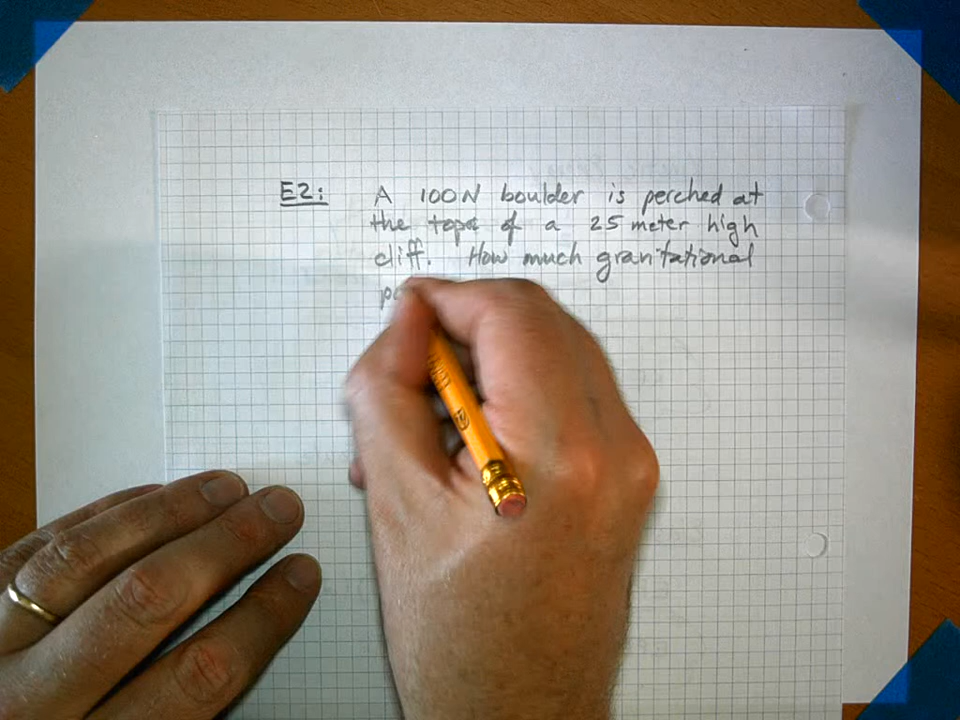 E2: A 100N boulder is perched at
the top of a 25 meter high
cliff. How much gravitational